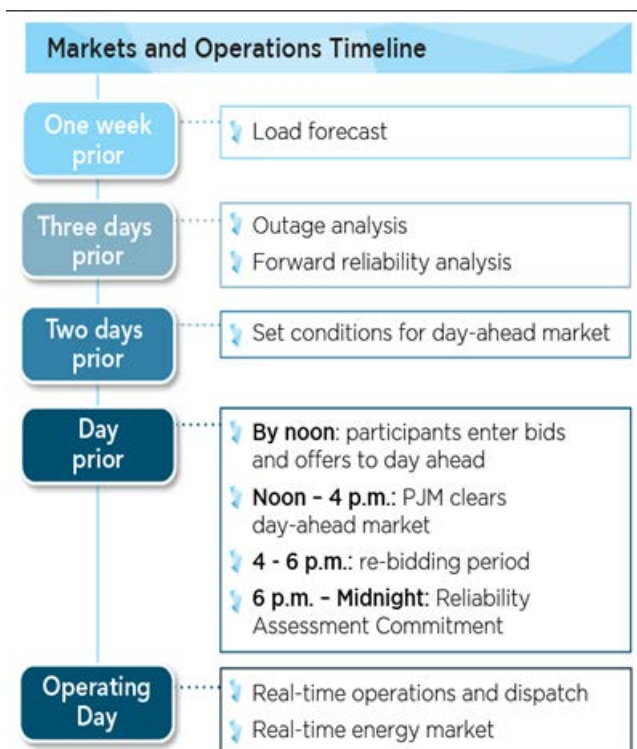 Markets and Operations Timeline
One week
prior
Load forecast
Three days
prior
Outage analysis
Forward reliability analysis
Two days
prior
Set conditions for day-ahead market
Day
prior
By noon: participants enter bids
and offers to day ahead
Noon – 4 p.m.: PJM clears
day-ahead market
4 - 6 p.m.: re-bidding period
6 p.m. – Midnight: Reliability
Assessment Commitment
Operating
Day
Real-time operations and dispatch
Real-time energy market